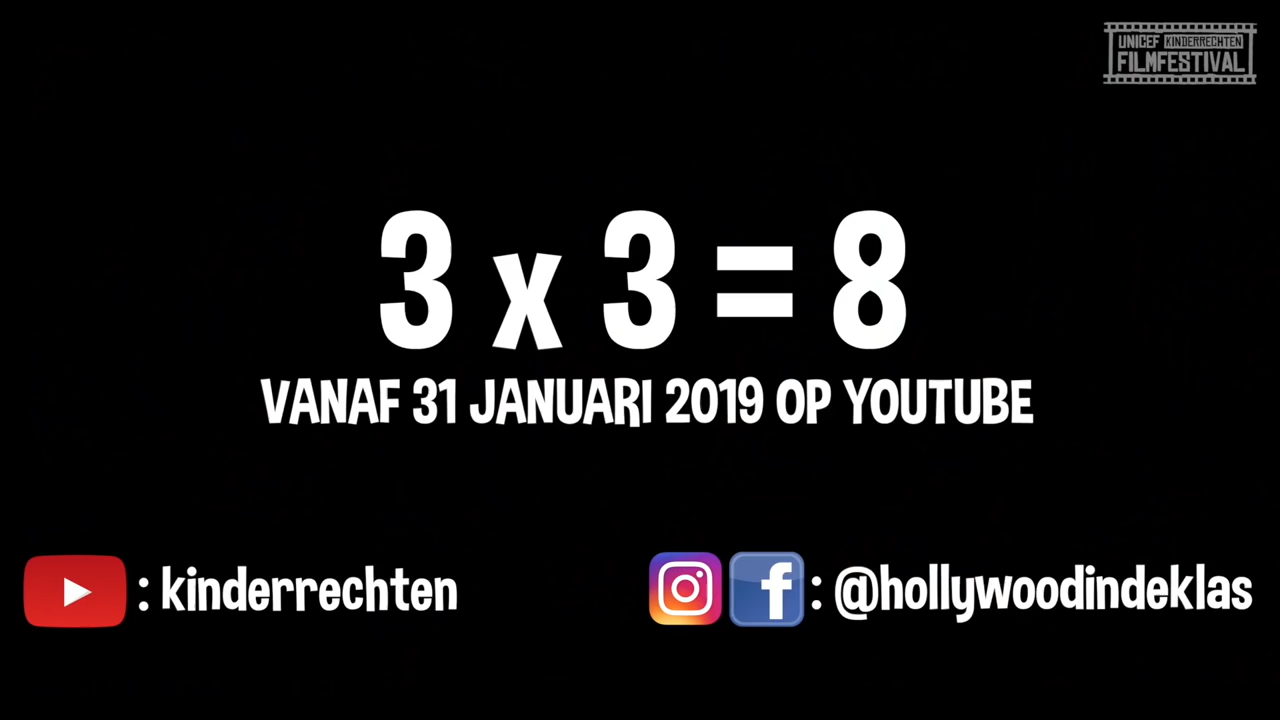 UNICEF KINDERRECHTEN
FILMFESTIVAL
3 x 3 = 8
VANAF 31 JANUARI 2019 OP YOUTUBE
: kinderrechten
f : @hollywoodindeklas